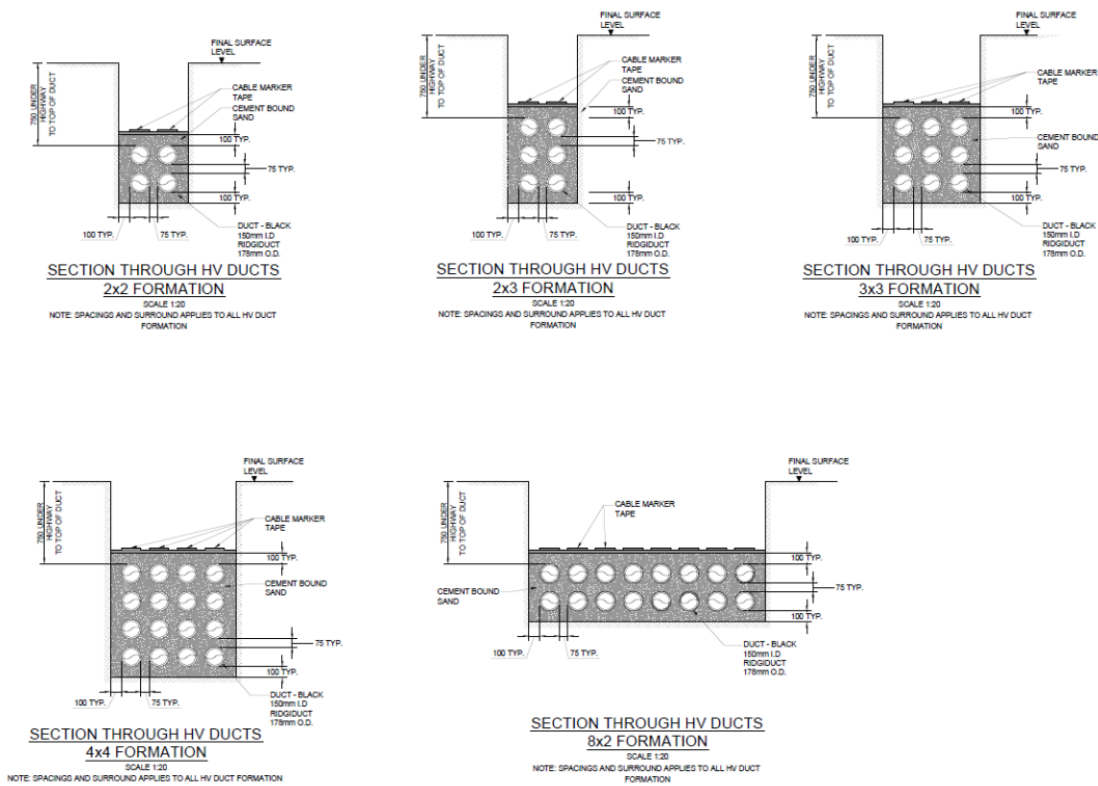 FINAL SURFACE
LEVEL
750 UNDER
HIGHWAY
TO TOP OF DUCT
CABLE MARKER
TAPE
CEMENT BOUND
SAND
100 TYP.
75 TYP.
100 TYP.
100 TYP.
75 TYP.
DUCT - BLACK
150mm I.D
RIDGIDUCT
178mm O.D.
SECTION THROUGH HV DUCTS
2x2 FORMATION
SCALE 1:20
NOTE: SPACINGS AND SURROUND APPLIES TO ALL HV DUCT
FORMATION
FINAL SURFACE
LEVEL
750 UNDER
HIGHWAY
TO TOP OF DUCT
CABLE MARKER
TAPE
CEMENT BOUND
SAND
100 TYP.
75 TYP.
100 TYP.
100 TYP.
75 TYP.
DUCT - BLACK
150mm I.D
RIDGIDUCT
178mm O.D.
SECTION THROUGH HV DUCTS
2x3 FORMATION
SCALE 1:20
NOTE: SPACINGS AND SURROUND APPLIES TO ALL HV DUCT
FORMATION
FINAL SURFACE
LEVEL
750 UNDER
HIGHWAY
TO TOP OF DUCT
CABLE MARKER
TAPE
100 TYP.
CEMENT BOUND
SAND
75 TYP.
100 TYP.
100 TYP.
75 TYP.
DUCT - BLACK
150mm I.D
RIDGIDUCT
178mm O.D.
SECTION THROUGH HV DUCTS
3x3 FORMATION
SCALE 1:20
NOTE: SPACINGS AND SURROUND APPLIES TO ALL HV DUCT
FORMATION
FINAL SURFACE
LEVEL
750 UNDER
HIGHWAY
TO TOP OF DUCT
CABLE MARKER
TAPE
100 TYP.
CEMENT BOUND
SAND
75 TYP.
100 TYP.
100 TYP.
75 TYP.
DUCT - BLACK
150mm I.D
RIDGIDUCT
178mm O.D.
SECTION THROUGH HV DUCTS
4x4 FORMATION
SCALE 1:20
NOTE: SPACINGS AND SURROUND APPLIES TO ALL HV DUCT FORMATION
FINAL SURFACE
LEVEL
750 UNDER
HIGHWAY
TO TOP OF DUCT
CABLE MARKER
TAPE
100 TYP.
CEMENT BOUND
SAND
75 TYP.
100 TYP.
100 TYP.
75 TYP.
DUCT - BLACK
150mm I.D
RIDGIDUCT
178mm O.D.
SECTION THROUGH HV DUCTS
8x2 FORMATION
SCALE 1:20
NOTE: SPACINGS AND SURROUND APPLIES TO ALL HV DUCT
FORMATION